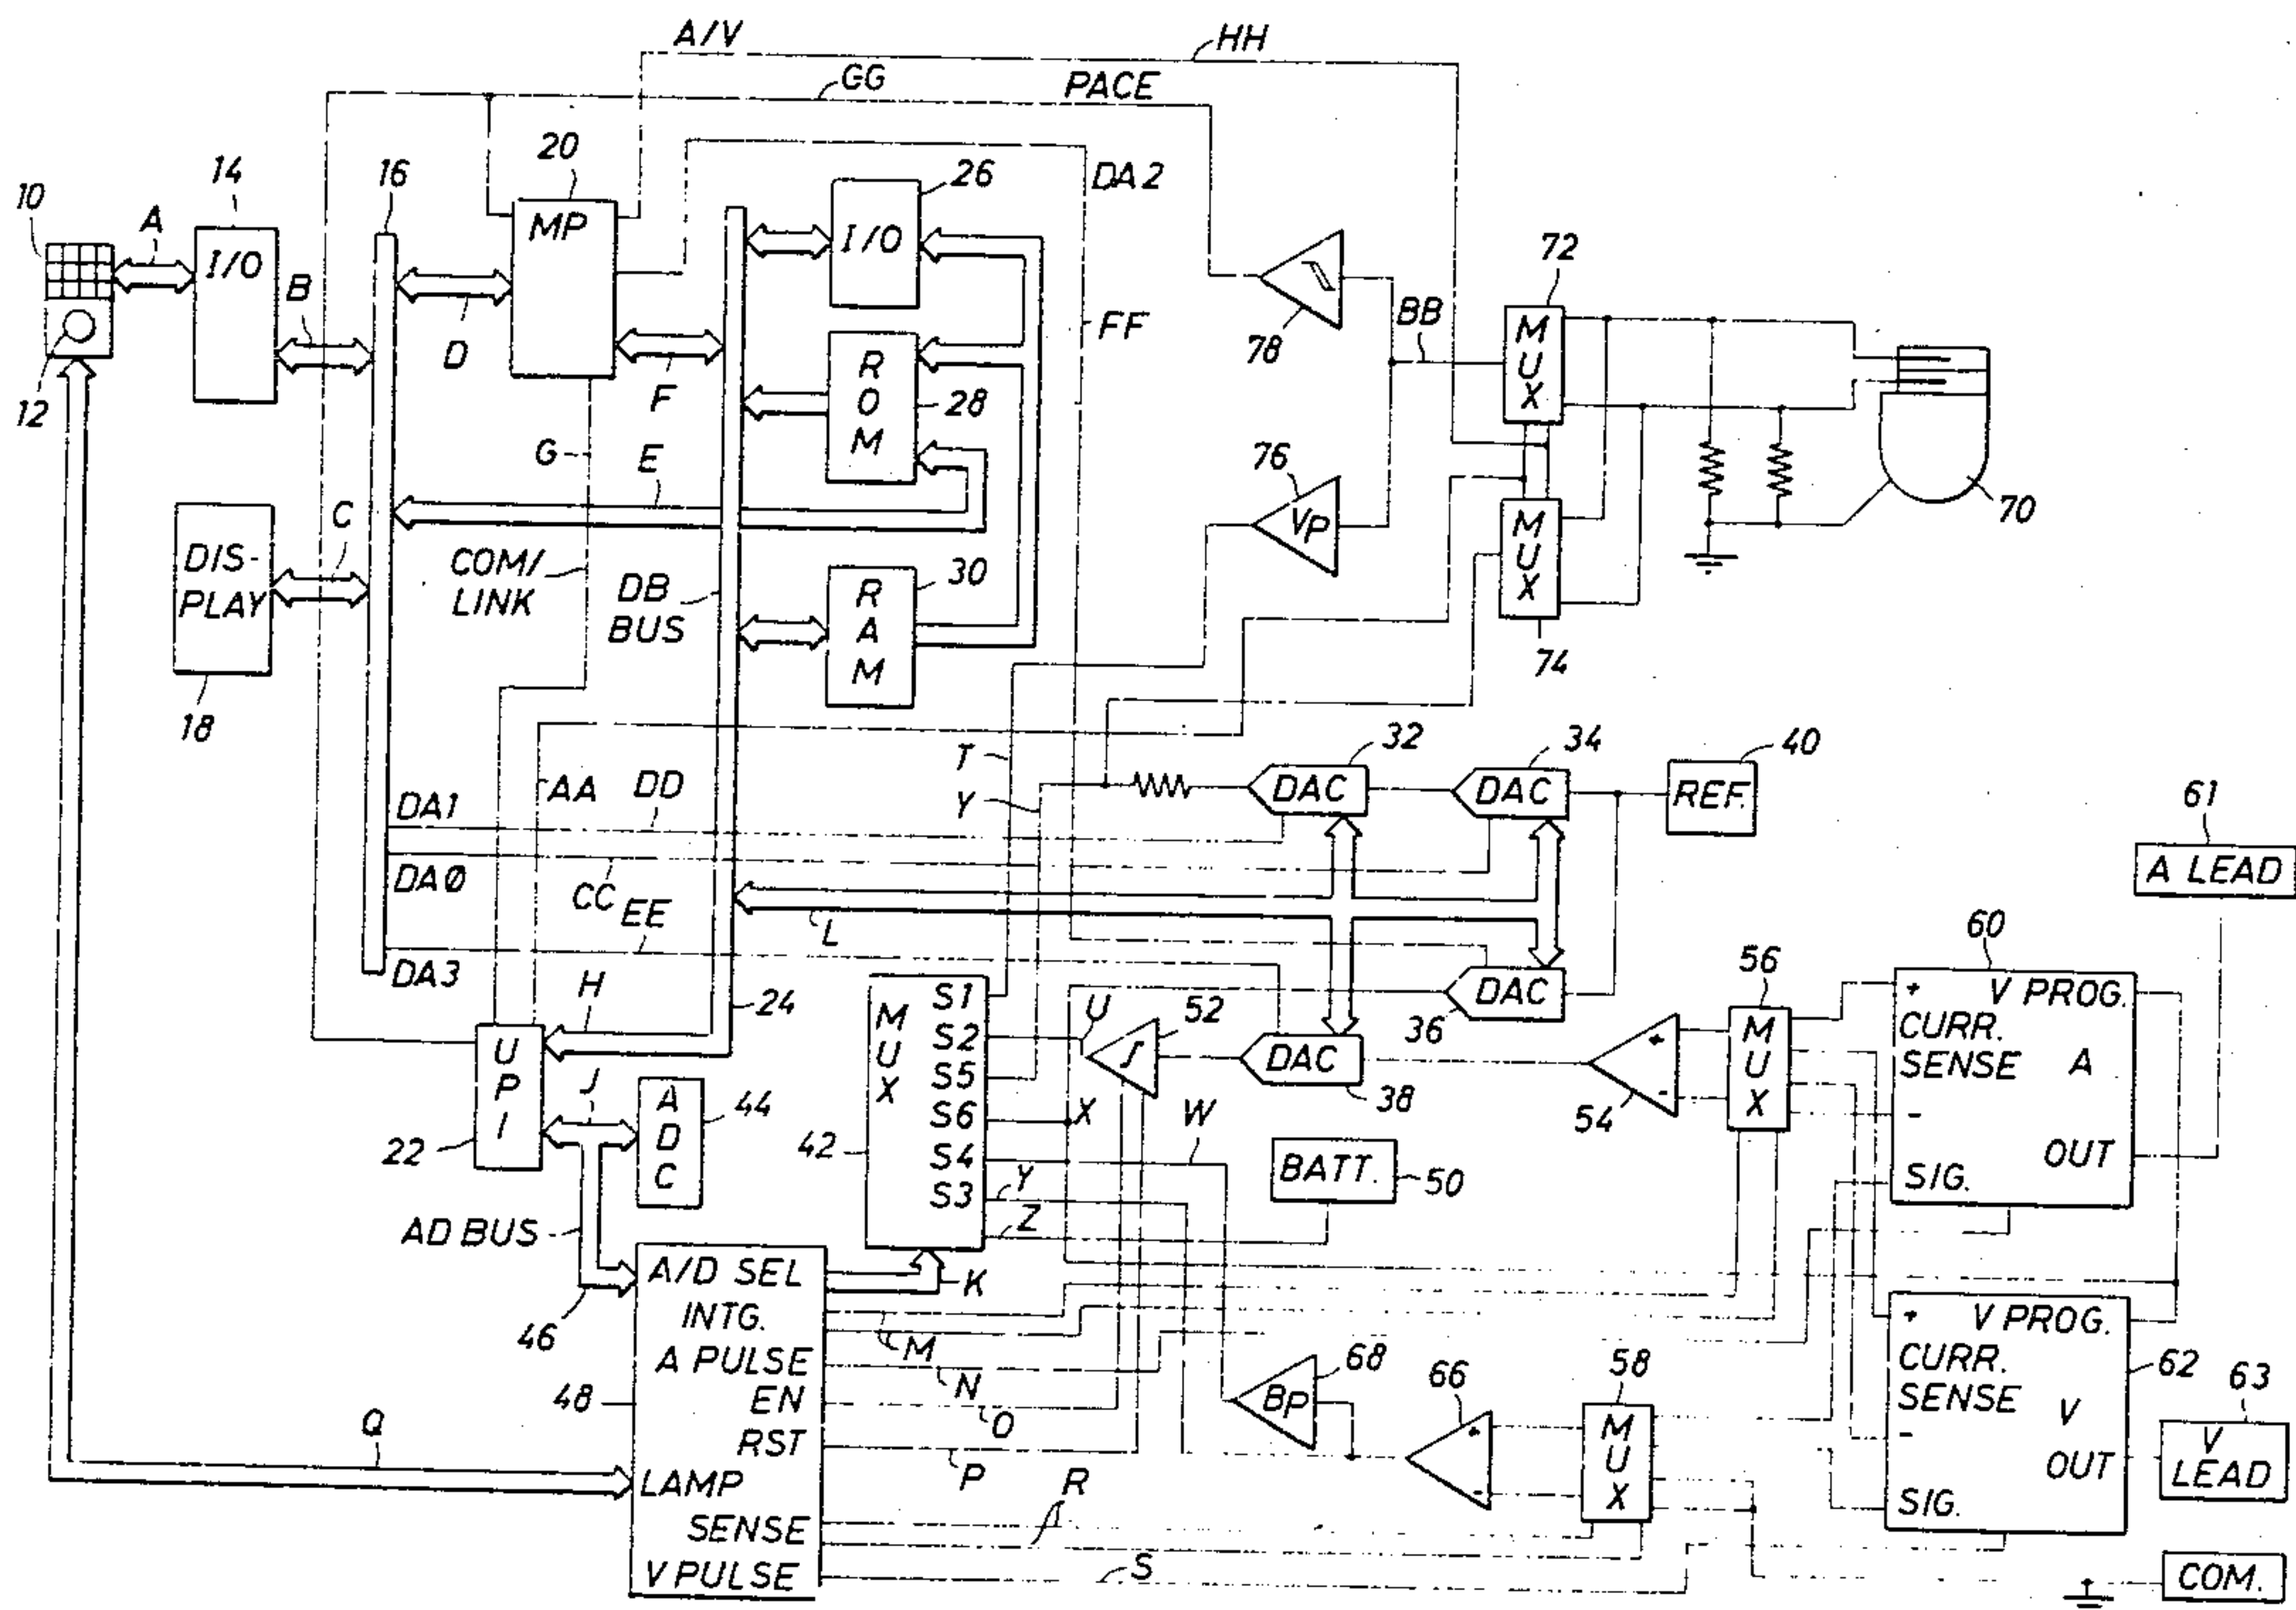 A/V
HH
GG
PACE
20
14
16
26
DA2
10
A
MP
I/O
I/O
72
B
BB
M
U
X
FF
78
D
R
O
M
28
12
F
G
E
76
VP
70
C
M
U
X
DIS-
PLAY
COM/
LINK
DB
BUS
30
R
A
M
74
18
T
32
34
40
AA
DD
Y
DAC
DAC
REF.
DA1
61
A LEAD
DAØ
CC
EE
L
60
DA3
56
H
24
M
U
X
S1
S2
S5
S6
S4
S3
U
52
DAC
36
+
V PROG.
CURR.
SENSE
A
-
OUT
SIG.
U
P
I
∫
DAC
38
+
-
54
M
U
X
J
A
D
C
44
X
W
22
42
Y
Z
BATT.
50
AD BUS
A/D SEL
K
46
INTG.
M
+
V PROG.
CURR.
SENSE
V
-
OUT
SIG.
62
A PULSE
N
68
BP
66
58
63
V
LEAD
48
EN
O
RST
P
+
-
M
U
X
Q
LAMP
R
SENSE
V PULSE
S
COM.